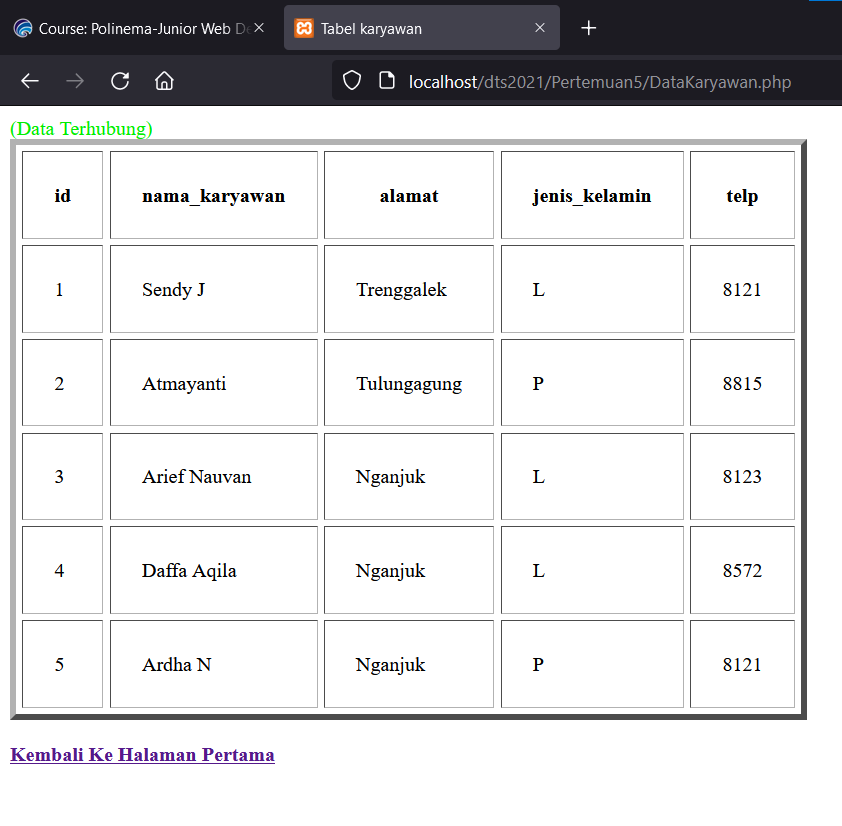 Course: Polinema-Junior Web De
Tabel karyawan
localhost/dts2021/Pertemuan5/DataKaryawan.php
(Data Terhubung)
id nama_karyawan alamat jenis_kelamin telp
1 Sendy J Trenggalek L 8121
2 Atmayanti Tulungagung P 8815
3 Arief Nauvan Nganjuk L 8123
4 Daffa Aqila Nganjuk L 8572
5 Ardha N Nganjuk P 8121
Kembali Ke Halaman Pertama